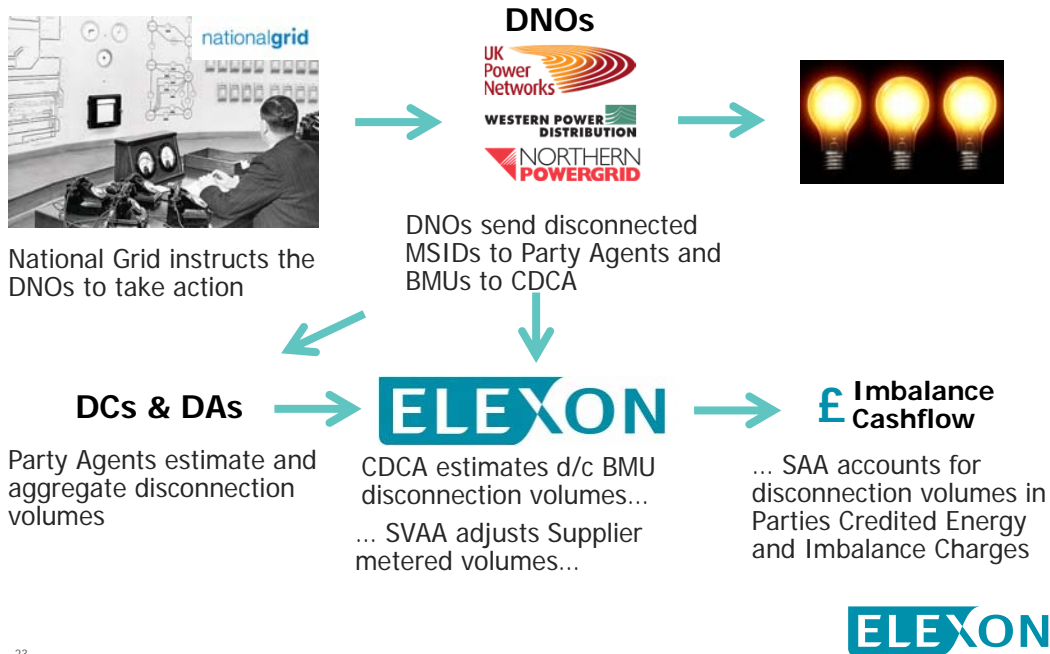 nationalgrid
DNOs
UK
Power
Networks
WESTERN POWER
DISTRIBUTION
NORTHERN
POWERGRID
National Grid instructs the
DNOs to take action
DNOs send disconnected
MSIDs to Party Agents and
BMUs to CDCA
DCs & DAs
Party Agents estimate and
aggregate disconnection
volumes
ELEXON
CDCA estimates d/c BMU
disconnection volumes...
... SVAA adjusts Supplier
metered volumes...
£ Imbalance
Cashflow
... SAA accounts for
disconnection volumes in
Parties Credited Energy
and Imbalance Charges
ELEXON
23